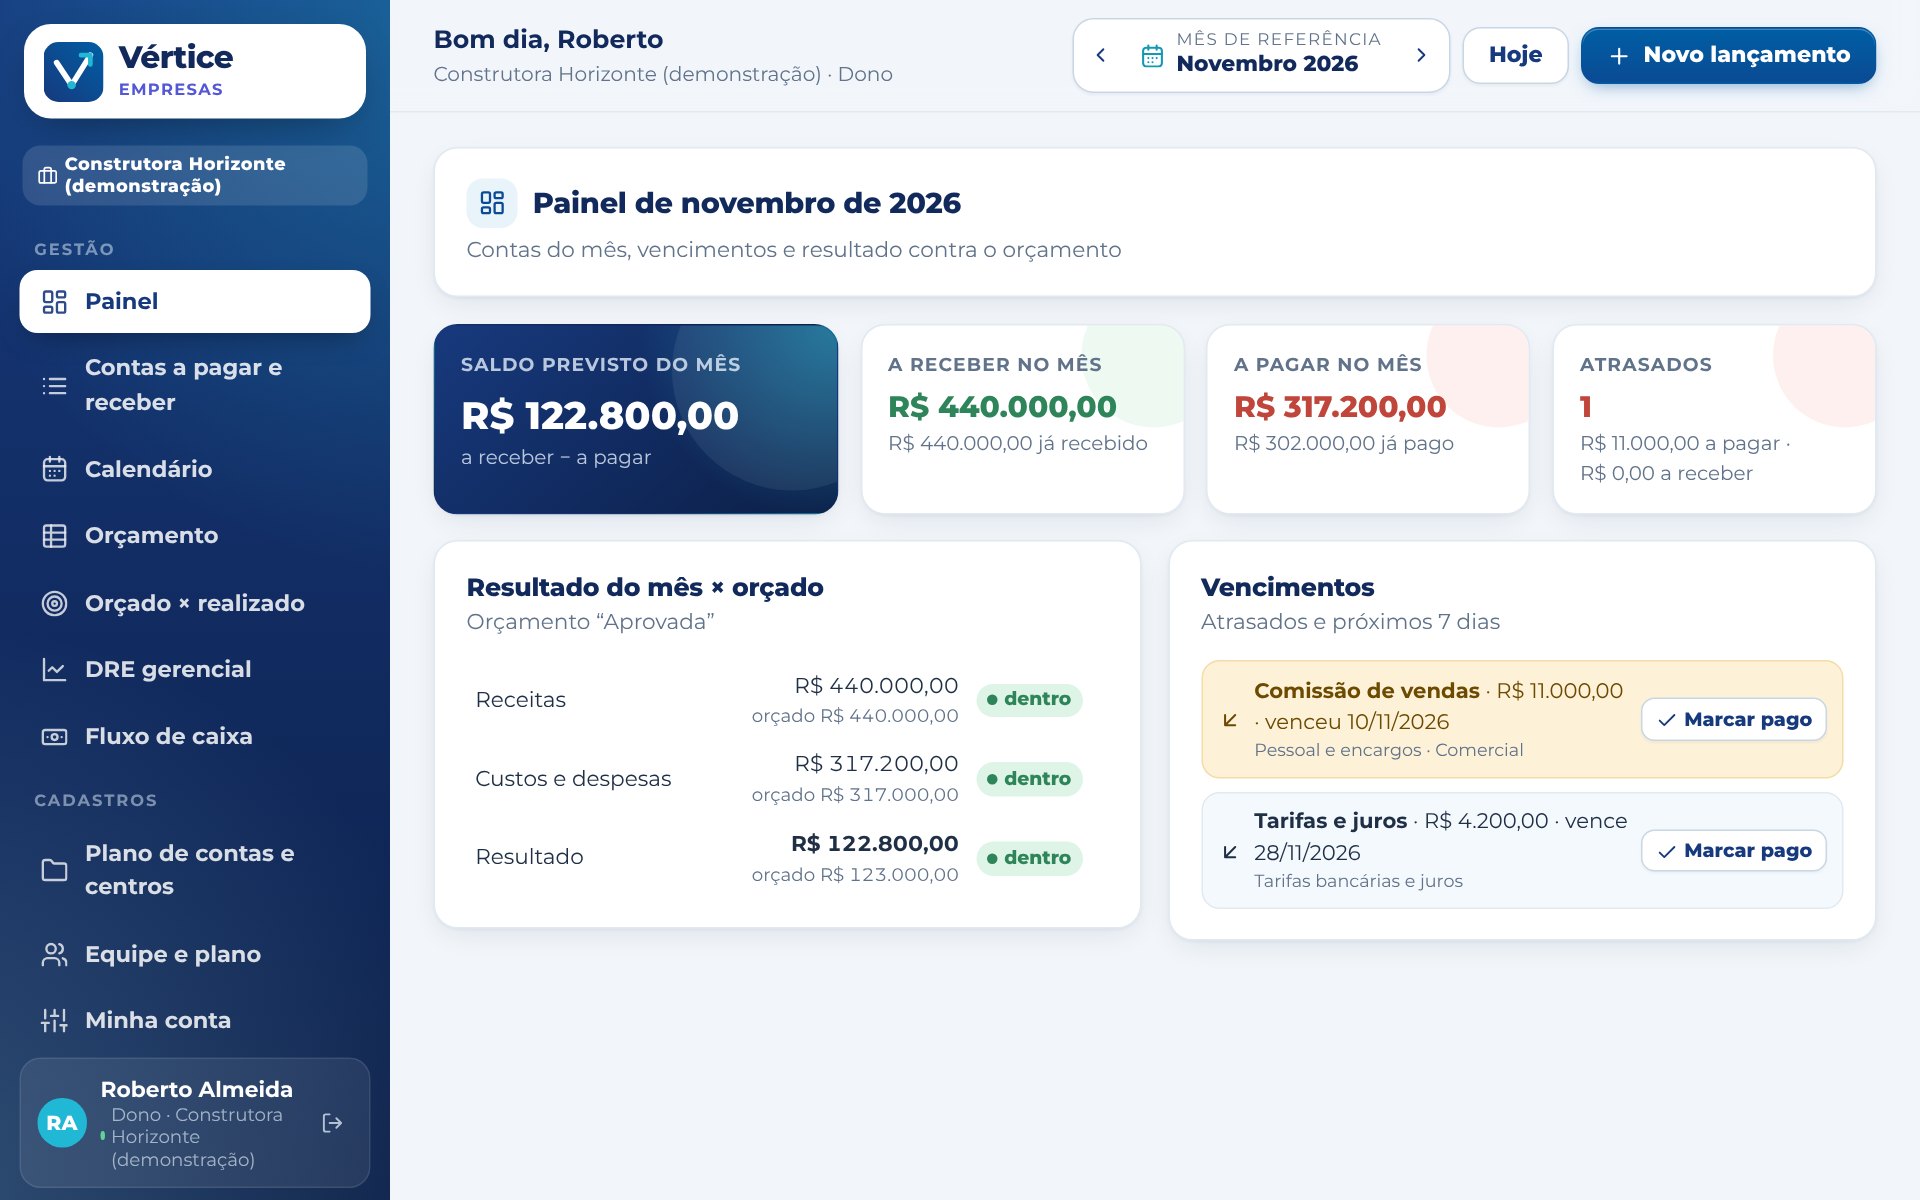 Vértice
EMPRESAS
Construtora Horizonte
(demonstração)
GESTÃO
Painel
Contas a pagar e
receber
Calendário
Orçamento
Orçado × realizado
DRE gerencial
Fluxo de caixa
CADASTROS
Plano de contas e
centros
Equipe e plano
Minha conta
RA
Roberto Almeida
Dono · Construtora
Horizonte
(demonstração)
Bom dia, Roberto
Construtora Horizonte (demonstração) · Dono
MÊS DE REFERÊNCIA
Novembro 2026
Hoje
Novo lançamento
Painel de novembro de 2026
Contas do mês, vencimentos e resultado contra o orçamento
SALDO PREVISTO DO MÊS
R$ 122.800,00
a receber − a pagar
A RECEBER NO MÊS
R$ 440.000,00
R$ 440.000,00 já recebido
A PAGAR NO MÊS
R$ 317.200,00
R$ 302.000,00 já pago
ATRASADOS
1
R$ 11.000,00 a pagar ·
R$ 0,00 a receber
Resultado do mês × orçado
Orçamento “Aprovada”
Receitas
R$ 440.000,00
orçado R$ 440.000,00
dentro
Custos e despesas
R$ 317.200,00
orçado R$ 317.000,00
dentro
Resultado
R$ 122.800,00
orçado R$ 123.000,00
dentro
Vencimentos
Atrasados e próximos 7 dias
Comissão de vendas · R$ 11.000,00
· venceu 10/11/2026
Pessoal e encargos · Comercial
Marcar pago
Tarifas e juros · R$ 4.200,00 · vence
28/11/2026
Tarifas bancárias e juros
Marcar pago